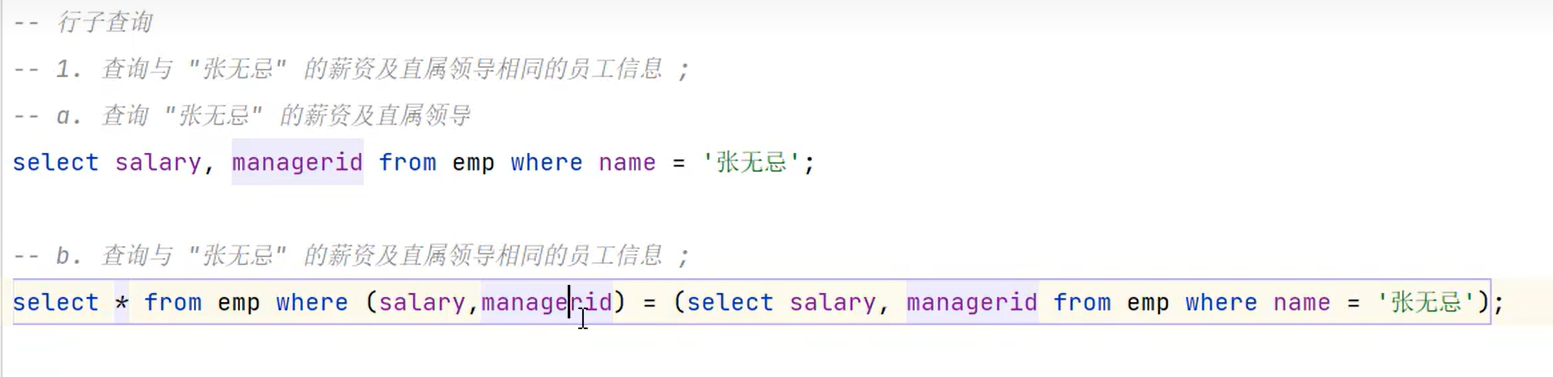 -- 行子查询
-- 1. 查询与 "张无忌" 的薪资及直属领导相同的员工信息 ;
-- a. 查询 "张无忌" 的薪资及直属领导
select salary, managerid from emp where name = '张无忌';
-- b. 查询与 "张无忌" 的薪资及直属领导相同的员工信息 ;
select * from emp where (salary,managerid) = (select salary, managerid from emp where name = '张无忌');